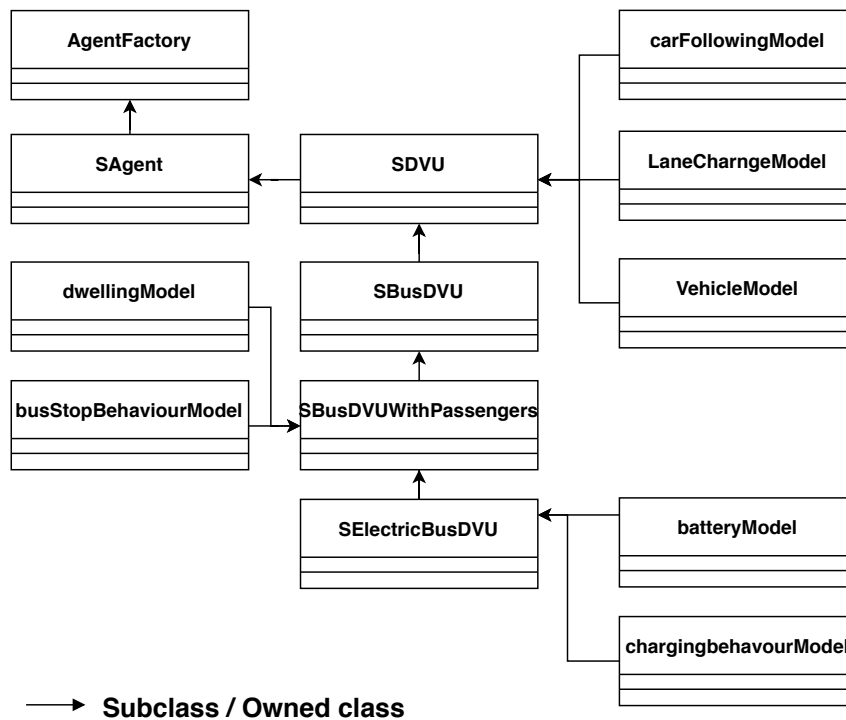 AgentFactory
carFollowingModel
SAgent
SDVU
LaneCharngeModel
dwellingModel
SBusDVU
VehicleModel
busStopBehaviourModel
SBusDVUWithPassengers
SElectricBusDVU
batteryModel
chargingbehavourModel
Subclass / Owned class